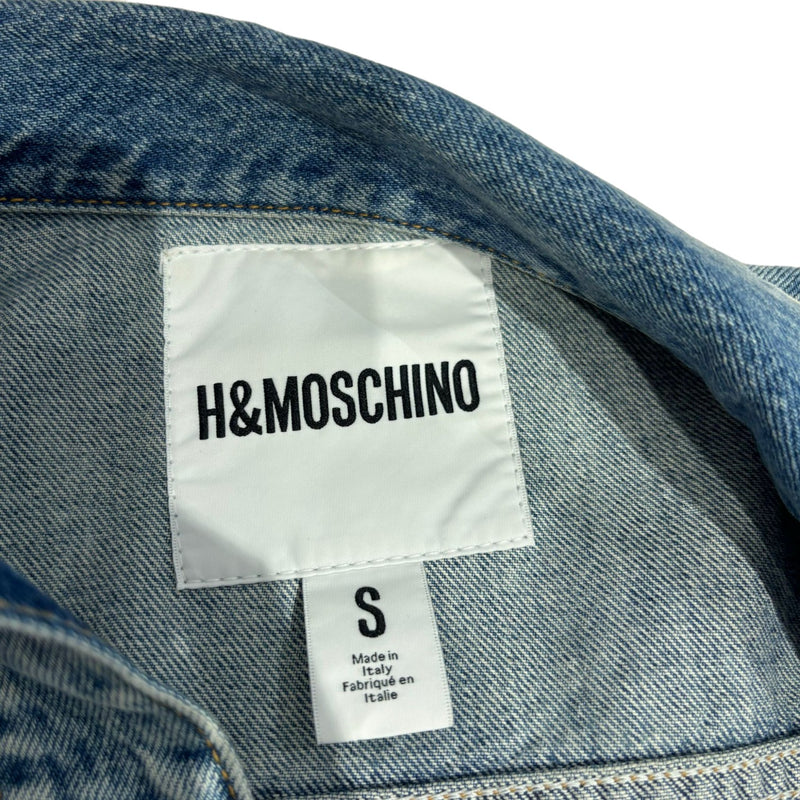 H&MOSCHINO
S
Made in
Italy
Fabriqué en
Italie